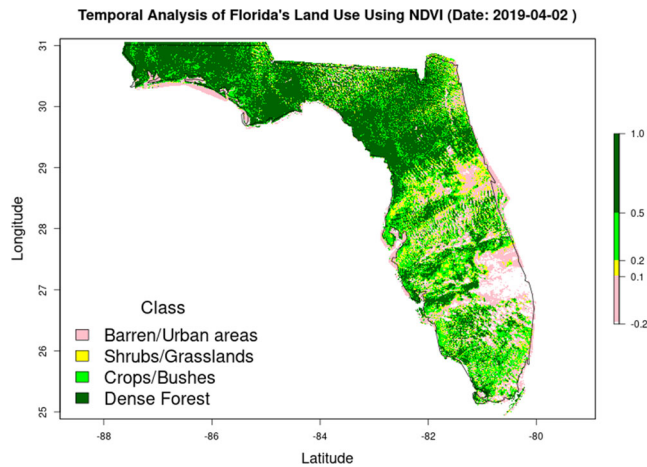 Temporal Analysis of Florida's Land Use Using NDVI (Date: 2019-04-02 )
31
30
29
28
27
26
25
Longitude
1.0
0.5
0.2
0.1
-0.2
Class
Barren/Urban areas
Shrubs/Grasslands
Crops/Bushes
Dense Forest
-88 -86 -84 -82 -80
Latitude